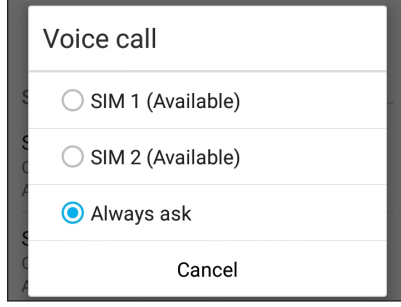 Voice call
SIM 1 (Available)
SIM 2 (Available)
Always ask
Cancel